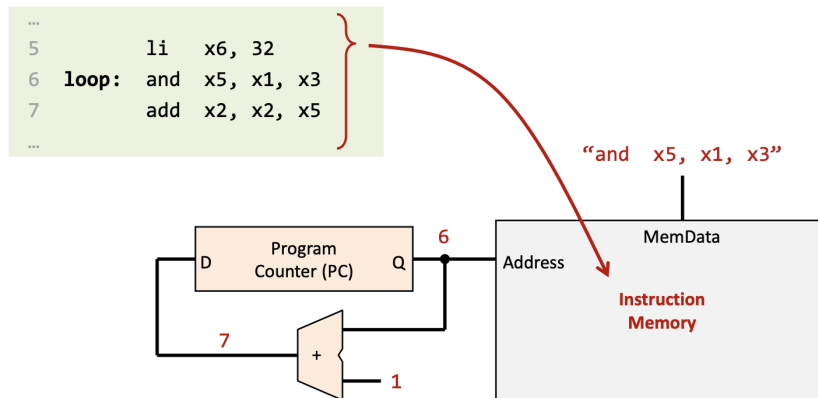 …
5 li x6, 32
6 loop: and x5, x1, x3
7 add x2, x2, x5
…
“and x5, x1, x3”
MemData
6
Program
Counter (PC)
D
Q
Address
Instruction
Memory
7
+
1